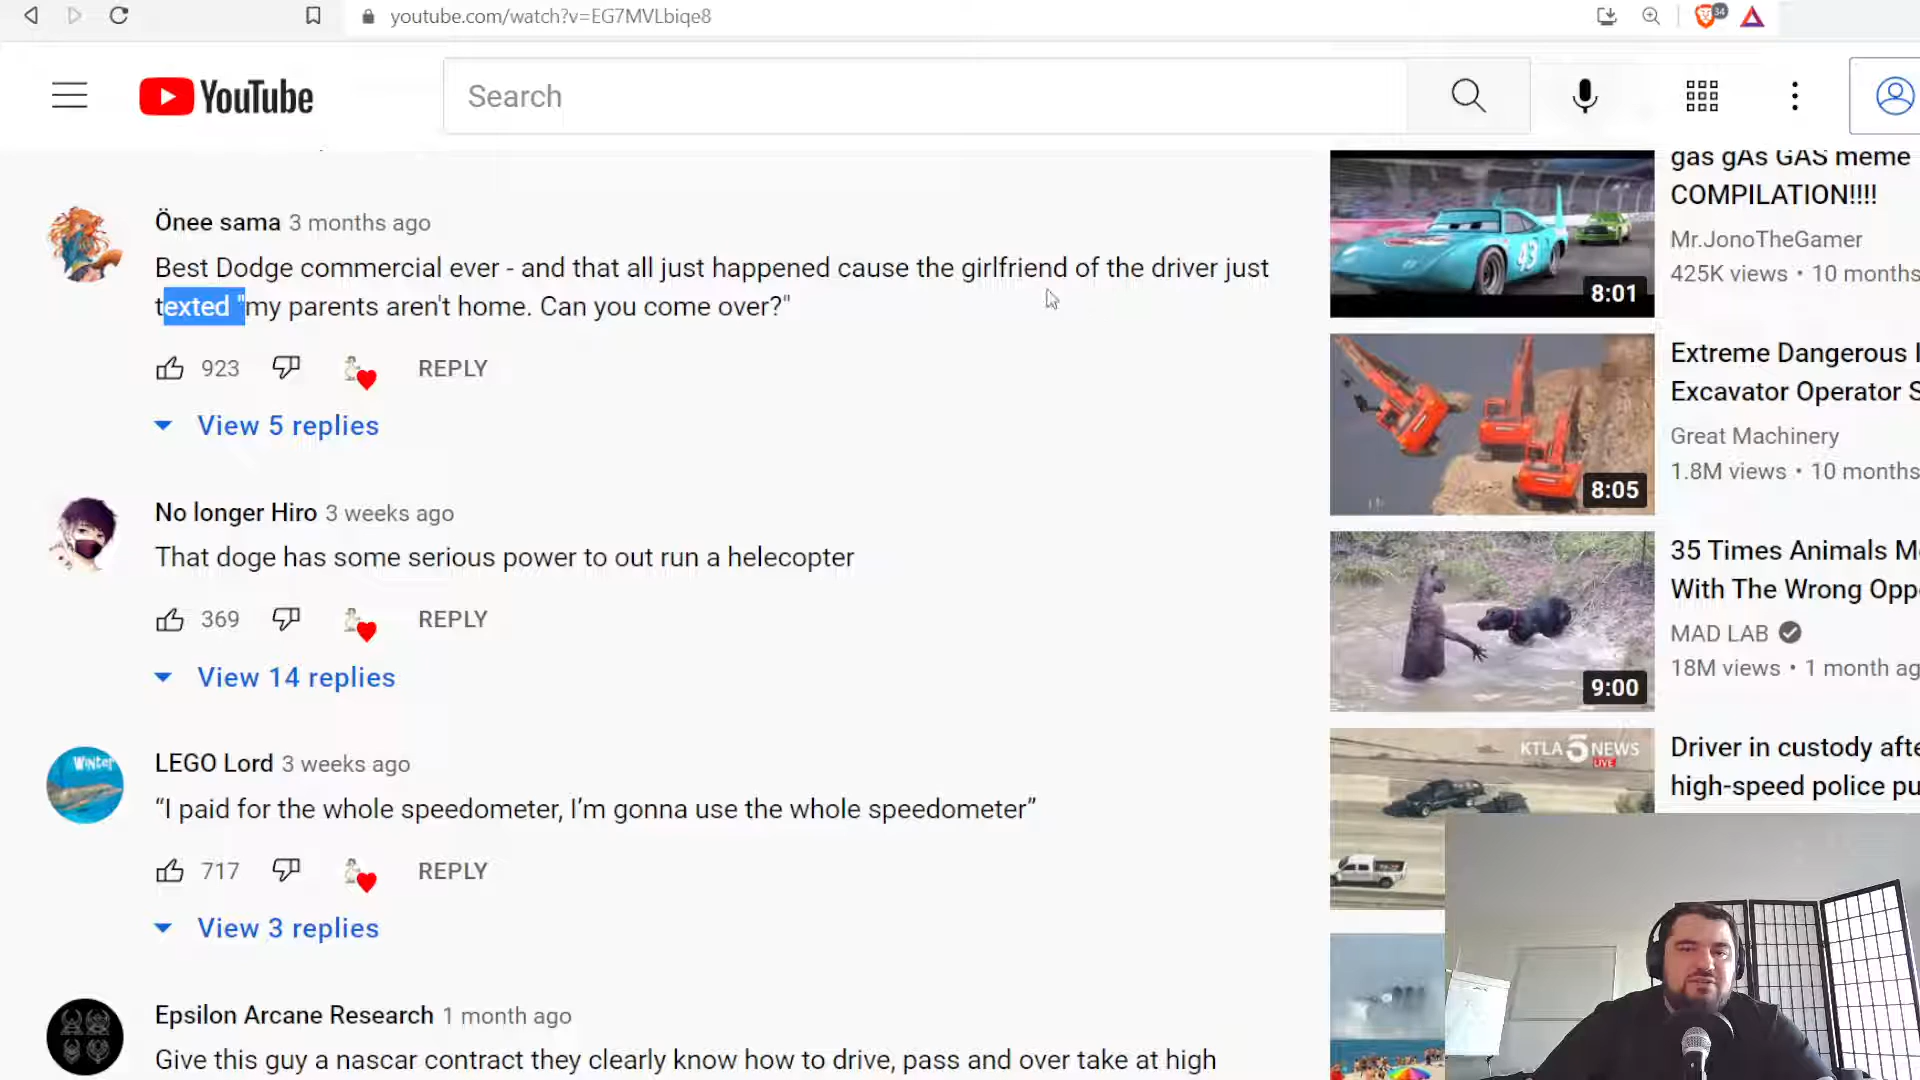 youtube.com/watch?v=EG7MVLbiqe8
34
YouTube
Search
Önee sama 3 months ago
Best Dodge commercial ever - and that all just happened cause the girlfriend of the driver just
texted "my parents aren't home. Can you come over?"
923
REPLY
View 5 replies
No longer Hiro 3 weeks ago
That doge has some serious power to out run a helecopter
369
REPLY
View 14 replies
LEGO Lord 3 weeks ago
“I paid for the whole speedometer, I’m gonna use the whole speedometer”
717
REPLY
View 3 replies
Epsilon Arcane Research 1 month ago
Give this guy a nascar contract they clearly know how to drive, pass and over take at high
Winter
43
8:01
gas gAs GAS meme
COMPILATION!!!!
Mr.JonoTheGamer
425K views • 10 months
8:05
Extreme Dangerous
Excavator Operator S
Great Machinery
1.8M views • 10 months
9:00
35 Times Animals M
With The Wrong Oppo
MAD LAB
18M views • 1 month ag
KTLA 5 NEWS
LIVE
Driver in custody afte
high-speed police pu